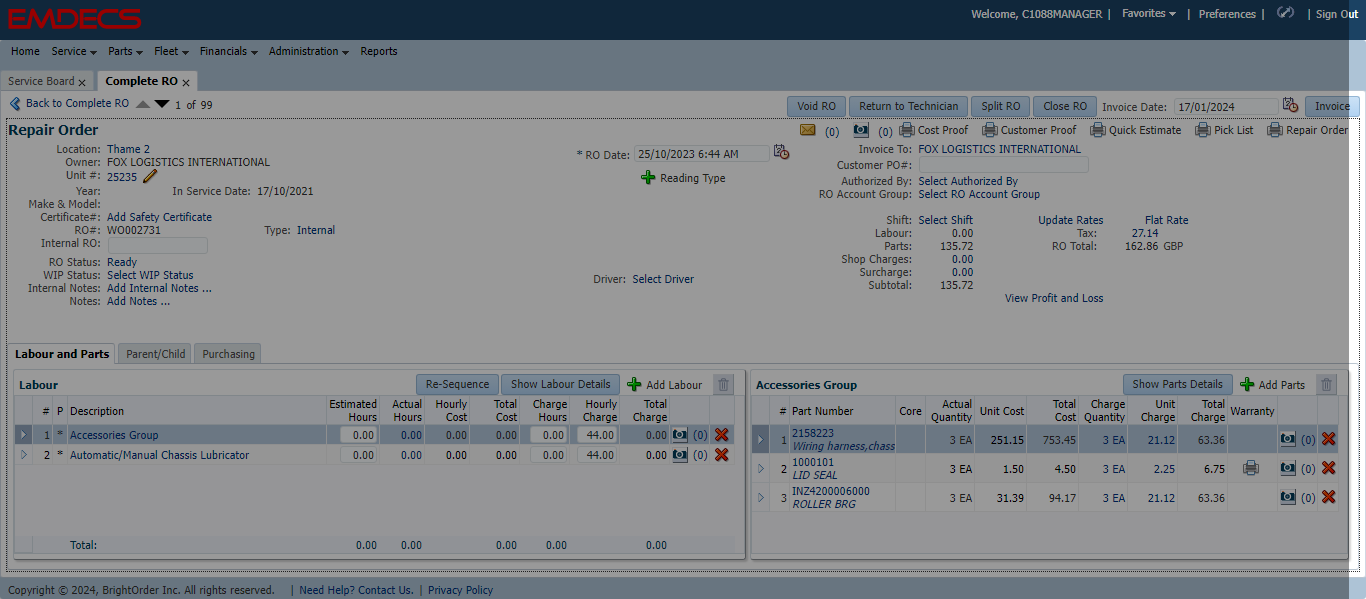 EMDECS
Welcome, C1088MANAGER | Favorites | Preferences | | Sign Out
Home Service Parts Fleet Financials Administration Reports
Service Board x Complete RO x
Back to Complete RO 1 of 99 Void RO Return to Technician Split RO Close RO Invoice Date: 17/01/2024 Invoice
Repair Order (0) (0) Cost Proof Customer Proof Quick Estimate Pick List Repair Order
Location: Thame 2 * RO Date: 25/10/2023 6:44 AM Invoice To: FOX LOGISTICS INTERNATIONAL
Owner: FOX LOGISTICS INTERNATIONAL Customer PO#:
Unit #: 25235 Reading Type Authorized By: Select Authorized By
Year: In Service Date: 17/10/2021 RO Account Group: Select RO Account Group
Make & Model:
Certificate#: Add Safety Certificate Shift: Select Shift Update Rates Flat Rate
RO#: WO002731 Type: Internal Labour: 0.00 Tax: 27.14
Internal RO: Parts: 135.72 RO Total: 162.86 GBP
RO Status: Ready Shop Charges: 0.00
WIP Status: Select WIP Status Driver: Select Driver Surcharge: 0.00
Internal Notes: Add Internal Notes ... Subtotal: 135.72
Notes: Add Notes ... View Profit and Loss
Labour and Parts Parent/Child Purchasing
Labour Re-Sequence Show Labour Details Add Labour
# P Description Estimated Hours Actual Hours Hourly Cost Total Cost Charge Hours Hourly Charge Total Charge
1 * Accessories Group 0.00 0.00 0.00 0.00 0.00 44.00 0.00 (0)
2 * Automatic/Manual Chassis Lubricator 0.00 0.00 0.00 0.00 0.00 44.00 0.00 (0)
Total: 0.00 0.00 0.00 0.00 0.00
Accessories Group Show Parts Details Add Parts
# Part Number Core Actual Quantity Unit Cost Total Cost Charge Quantity Unit Charge Total Charge Warranty
1 2158223 3 EA 251.15 753.45 3 EA 21.12 63.36 (0)
Wiring harness,chass
2 1000101 3 EA 1.50 4.50 3 EA 2.25 6.75 (0)
LID SEAL
3 INZ4200006000 3 EA 31.39 94.17 3 EA 21.12 63.36 (0)
ROLLER BRG
Copyright © 2024, BrightOrder Inc. All rights reserved. | Need Help? Contact Us. | Privacy Policy